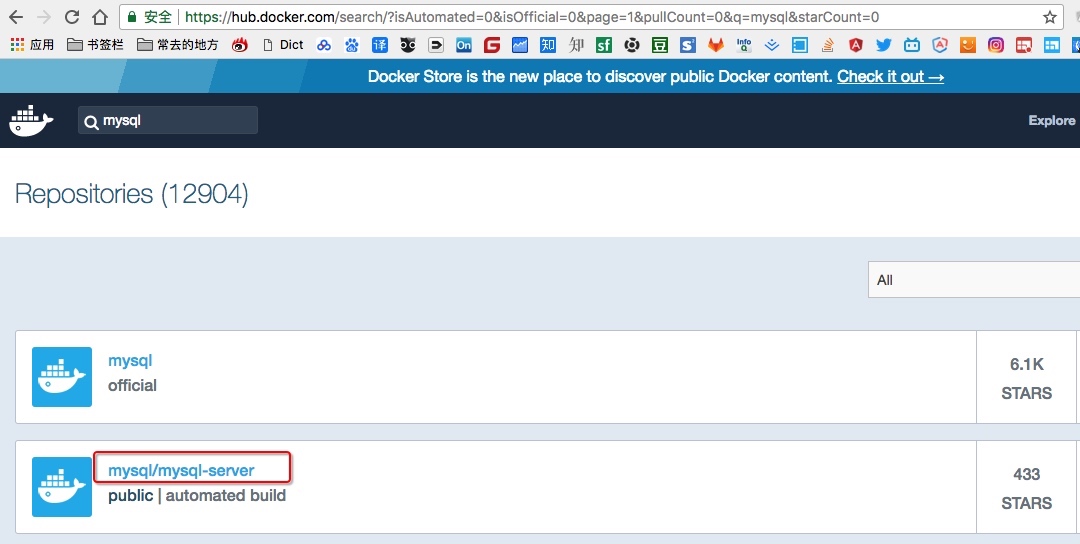 安全 https://hub.docker.com/search/?isAutomated=0&isOfficial=0&page=1&pullCount=0&q=mysql&starCount=0
应用 书签栏 常去的地方 Dict 译 On G 知 知 sf 豆 S Info Q
Docker Store is the new place to discover public Docker content. Check it out →
mysql Explore
Repositories (12904)
All
mysql
official
6.1K
STARS
mysql/mysql-server
public | automated build
433
STARS